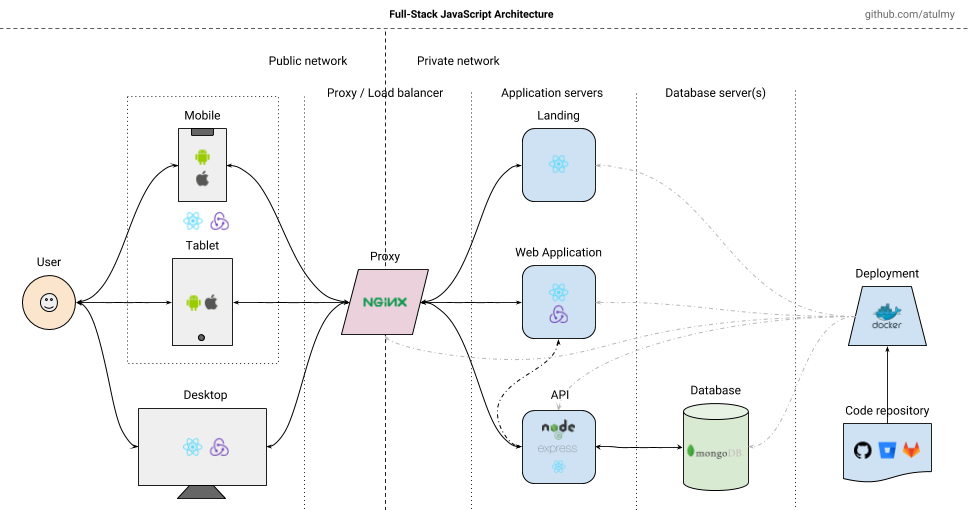 Full-Stack JavaScript Architecture
github.com/atulmy
Public network
Private network
Proxy / Load balancer
Application servers
Database server(s)
Mobile
Landing
Tablet
Web Application
User
Proxy
NGINX
Deployment
docker
Desktop
API
node
express
Database
mongoDB
Code repository